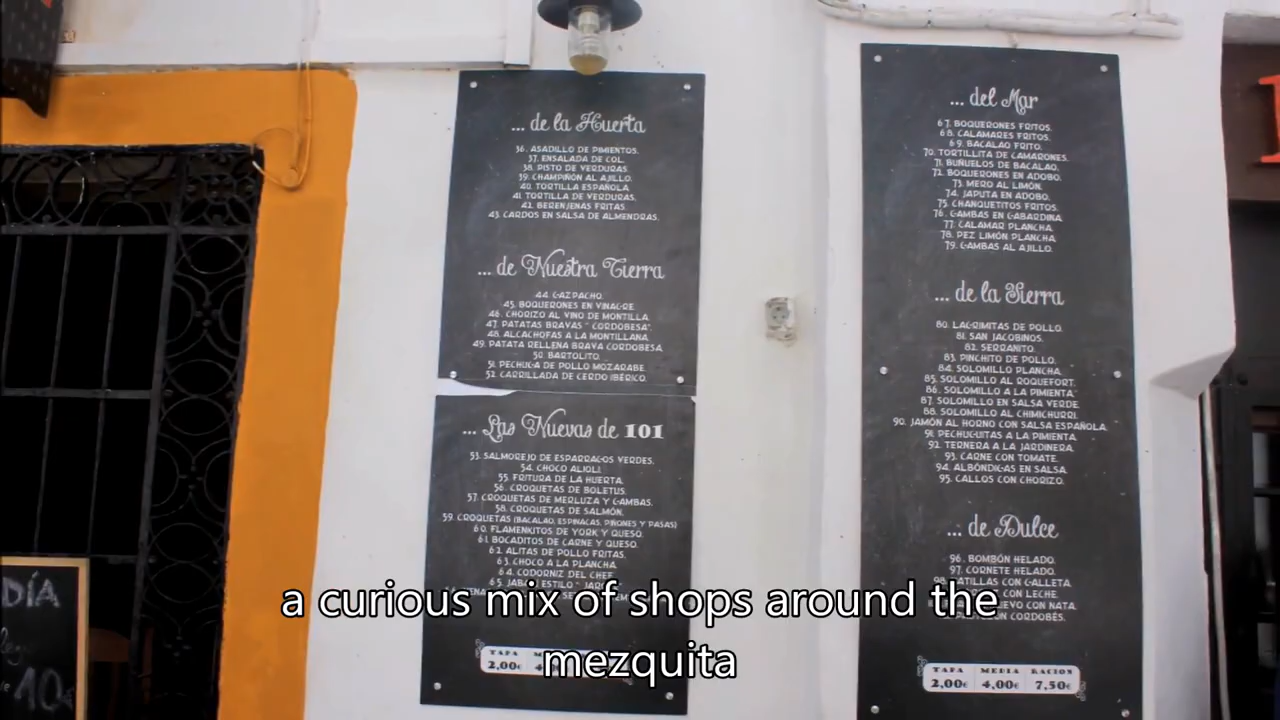 ... de la Huerta
36. ASADILLO DE PIMIENTOS.
37. ENSALADA DE COL.
38. PISTO DE VERDURAS.
39. CHAMPIÑÓN AL AJILLO.
40. TORTILLA ESPAÑOLA.
41. TORTILLA DE VERDURAS.
42. BERENJENAS FRITAS.
43. CARDOS EN SALSA DE ALMENDRAS.
... de Nuestra Tierra
44. GAZPACHO.
45. BOQUERONES EN VINAGRE.
46. CHORIZO AL VINO DE MONTILLA.
47. PATATAS BRAVAS " CORDOBESA".
48. ALCACHOFAS A LA MONTILLANA.
49. PATATA RELLENA BRAVA CORDOBESA.
50. BARTOLITO.
51. PECHUGA DE POLLO MOZARABE.
52. CARRILLADA DE CERDO IBÉRICO.
... Las Nuevas de 101
53. SALMOREJO DE ESPARRAGOS VERDES.
54. CHOCO ALIOLI.
55. FRITURA DE LA HUERTA.
56. CROQUETAS DE BOLETUS.
57. CROQUETAS DE MERLUZA Y GAMBAS.
58. CROQUETAS DE SALMÓN.
59. CROQUETAS (BACALAO, ESPINACAS, PIÑONES Y PASAS)
60. FLAMENKITOS DE YORK Y QUESO.
61. BOCADITOS DE CARNE Y QUESO.
62. ALITAS DE POLLO FRITAS.
63. CHOCO A LA PLANCHA.
64. CODORNIZ DEL CHEF.
65. ESTILO "
TAPA
2,00€ 4
... del Mar
67. BOQUERONES FRITOS.
68. CALAMARES FRITOS.
69. BACALAO FRITO.
70. TORTILLITA DE CAMARONES.
71. BUÑUELOS DE BACALAO.
72. BOQUERONES EN ADOBO.
73. MERO AL LIMÓN.
74. JAPUTA EN ADOBO.
75. CHANQUETITOS FRITOS.
76. GAMBAS EN GABARDINA.
77. CALAMAR PLANCHA.
78. PEZ LIMÓN PLANCHA.
79. GAMBAS AL AJILLO.
... de la Sierra
80. LAGRIMITAS DE POLLO.
81. SAN JACOBINOS.
82. SERRANITO.
83. PINCHITO DE POLLO.
84. SOLOMILLO PLANCHA.
85. SOLOMILLO AL ROQUEFORT.
86. SOLOMILLO A LA PIMIENTA.
87. SOLOMILLO EN SALSA VERDE.
88. SOLOMILLO AL CHIMICHURRI.
90. JAMÓN AL HORNO CON SALSA ESPAÑOLA.
91. PECHUGUITAS A LA PIMIENTA.
92. TERNERA A LA JARDINERA.
93. CARNE CON TOMATE.
94. ALBÓNDIGAS EN SALSA.
95. CALLOS CON CHORIZO.
... de Dulce
96. BOMBÓN HELADO.
97. CORNETE HELADO.
98. NATILLAS CON GALLETA.
CON LECHE.
CON NATA.
CORDOBÉS.
TAPA MEDIA RACION
2,00€ 4,00€ 7,50€
DÍA
10€
a curious mix of shops around the
mezquita